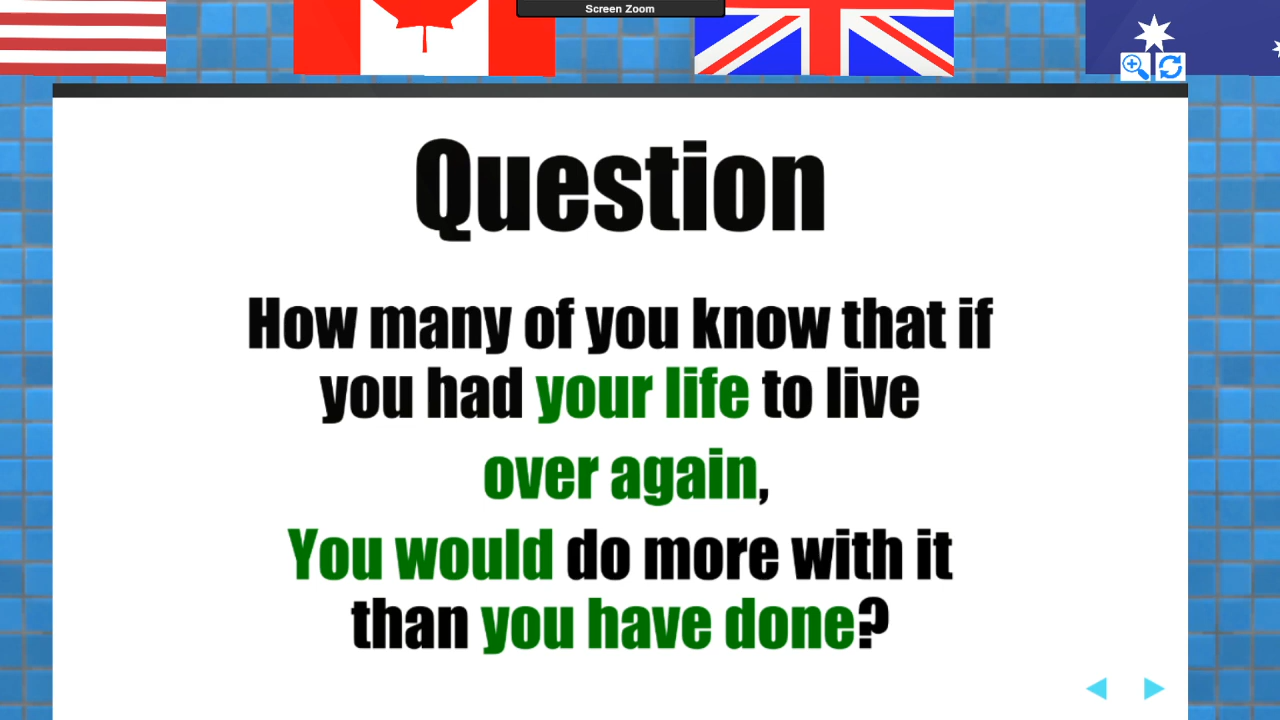 Screen Zoom
Question
How many of you know that if
you had your life to live
over again,
You would do more with it
than you have done?